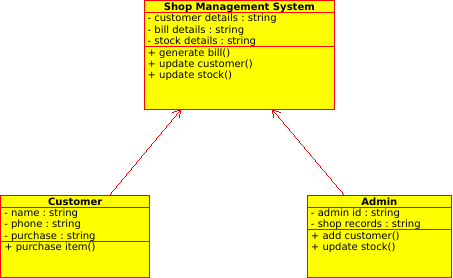 Shop Management System
- customer details : string
- bill details : string
- stock details : string
+ generate bill()
+ update customer()
+ update stock()
Customer
- name : string
- phone : string
- purchase : string
+ purchase item()
Admin
- admin id : string
- shop records : string
+ add customer()
+ update stock()